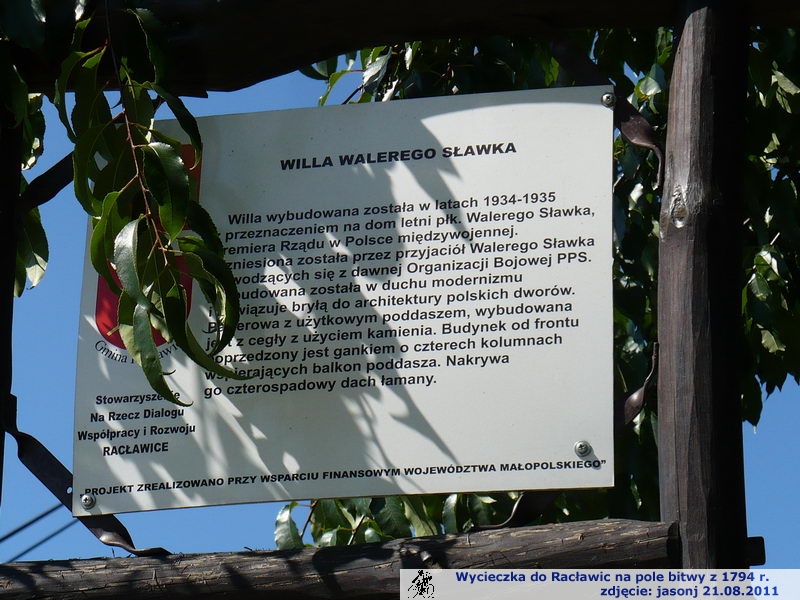 WILLA WALEREGO SŁAWKA
Willa wybudowana została w latach 1934-1935
przeznaczeniem na dom letni płk. Walerego Sławka,
remiera Rządu w Polsce międzywojennej.
zniesiona została przez przyjaciół Walerego Sławka
wodzących się z dawnej Organizacji Bojowej PPS.
budowana została w duchu modernizmu
i wiązuje bryłą do architektury polskich dworów.
Parterowa z użytkowym poddaszem, wybudowana
jest z cegły z użyciem kamienia. Budynek od frontu
poprzedzony jest gankiem o czterech kolumnach
wspierających balkon poddasza. Nakrywa
go czterospadowy dach łamany.
Gmina
Stowarzyszenie
Na Rzecz Dialogu
Współpracy i Rozwoju
RACŁAWICE
"PROJEKT ZREALIZOWANO PRZY WSPARCIU FINANSOWYM WOJEWÓDZTWA MAŁOPOLSKIEGO"
Wycieczka do Racławic na pole bitwy z 1794 r.
zdjęcie: jasonj 21.08.2011